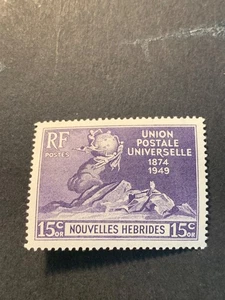 RF
POSTES
UNION
POSTALE
UNIVERSELLE
1874
1949
15C OR
NOUVELLES HEBRIDES
15C OR